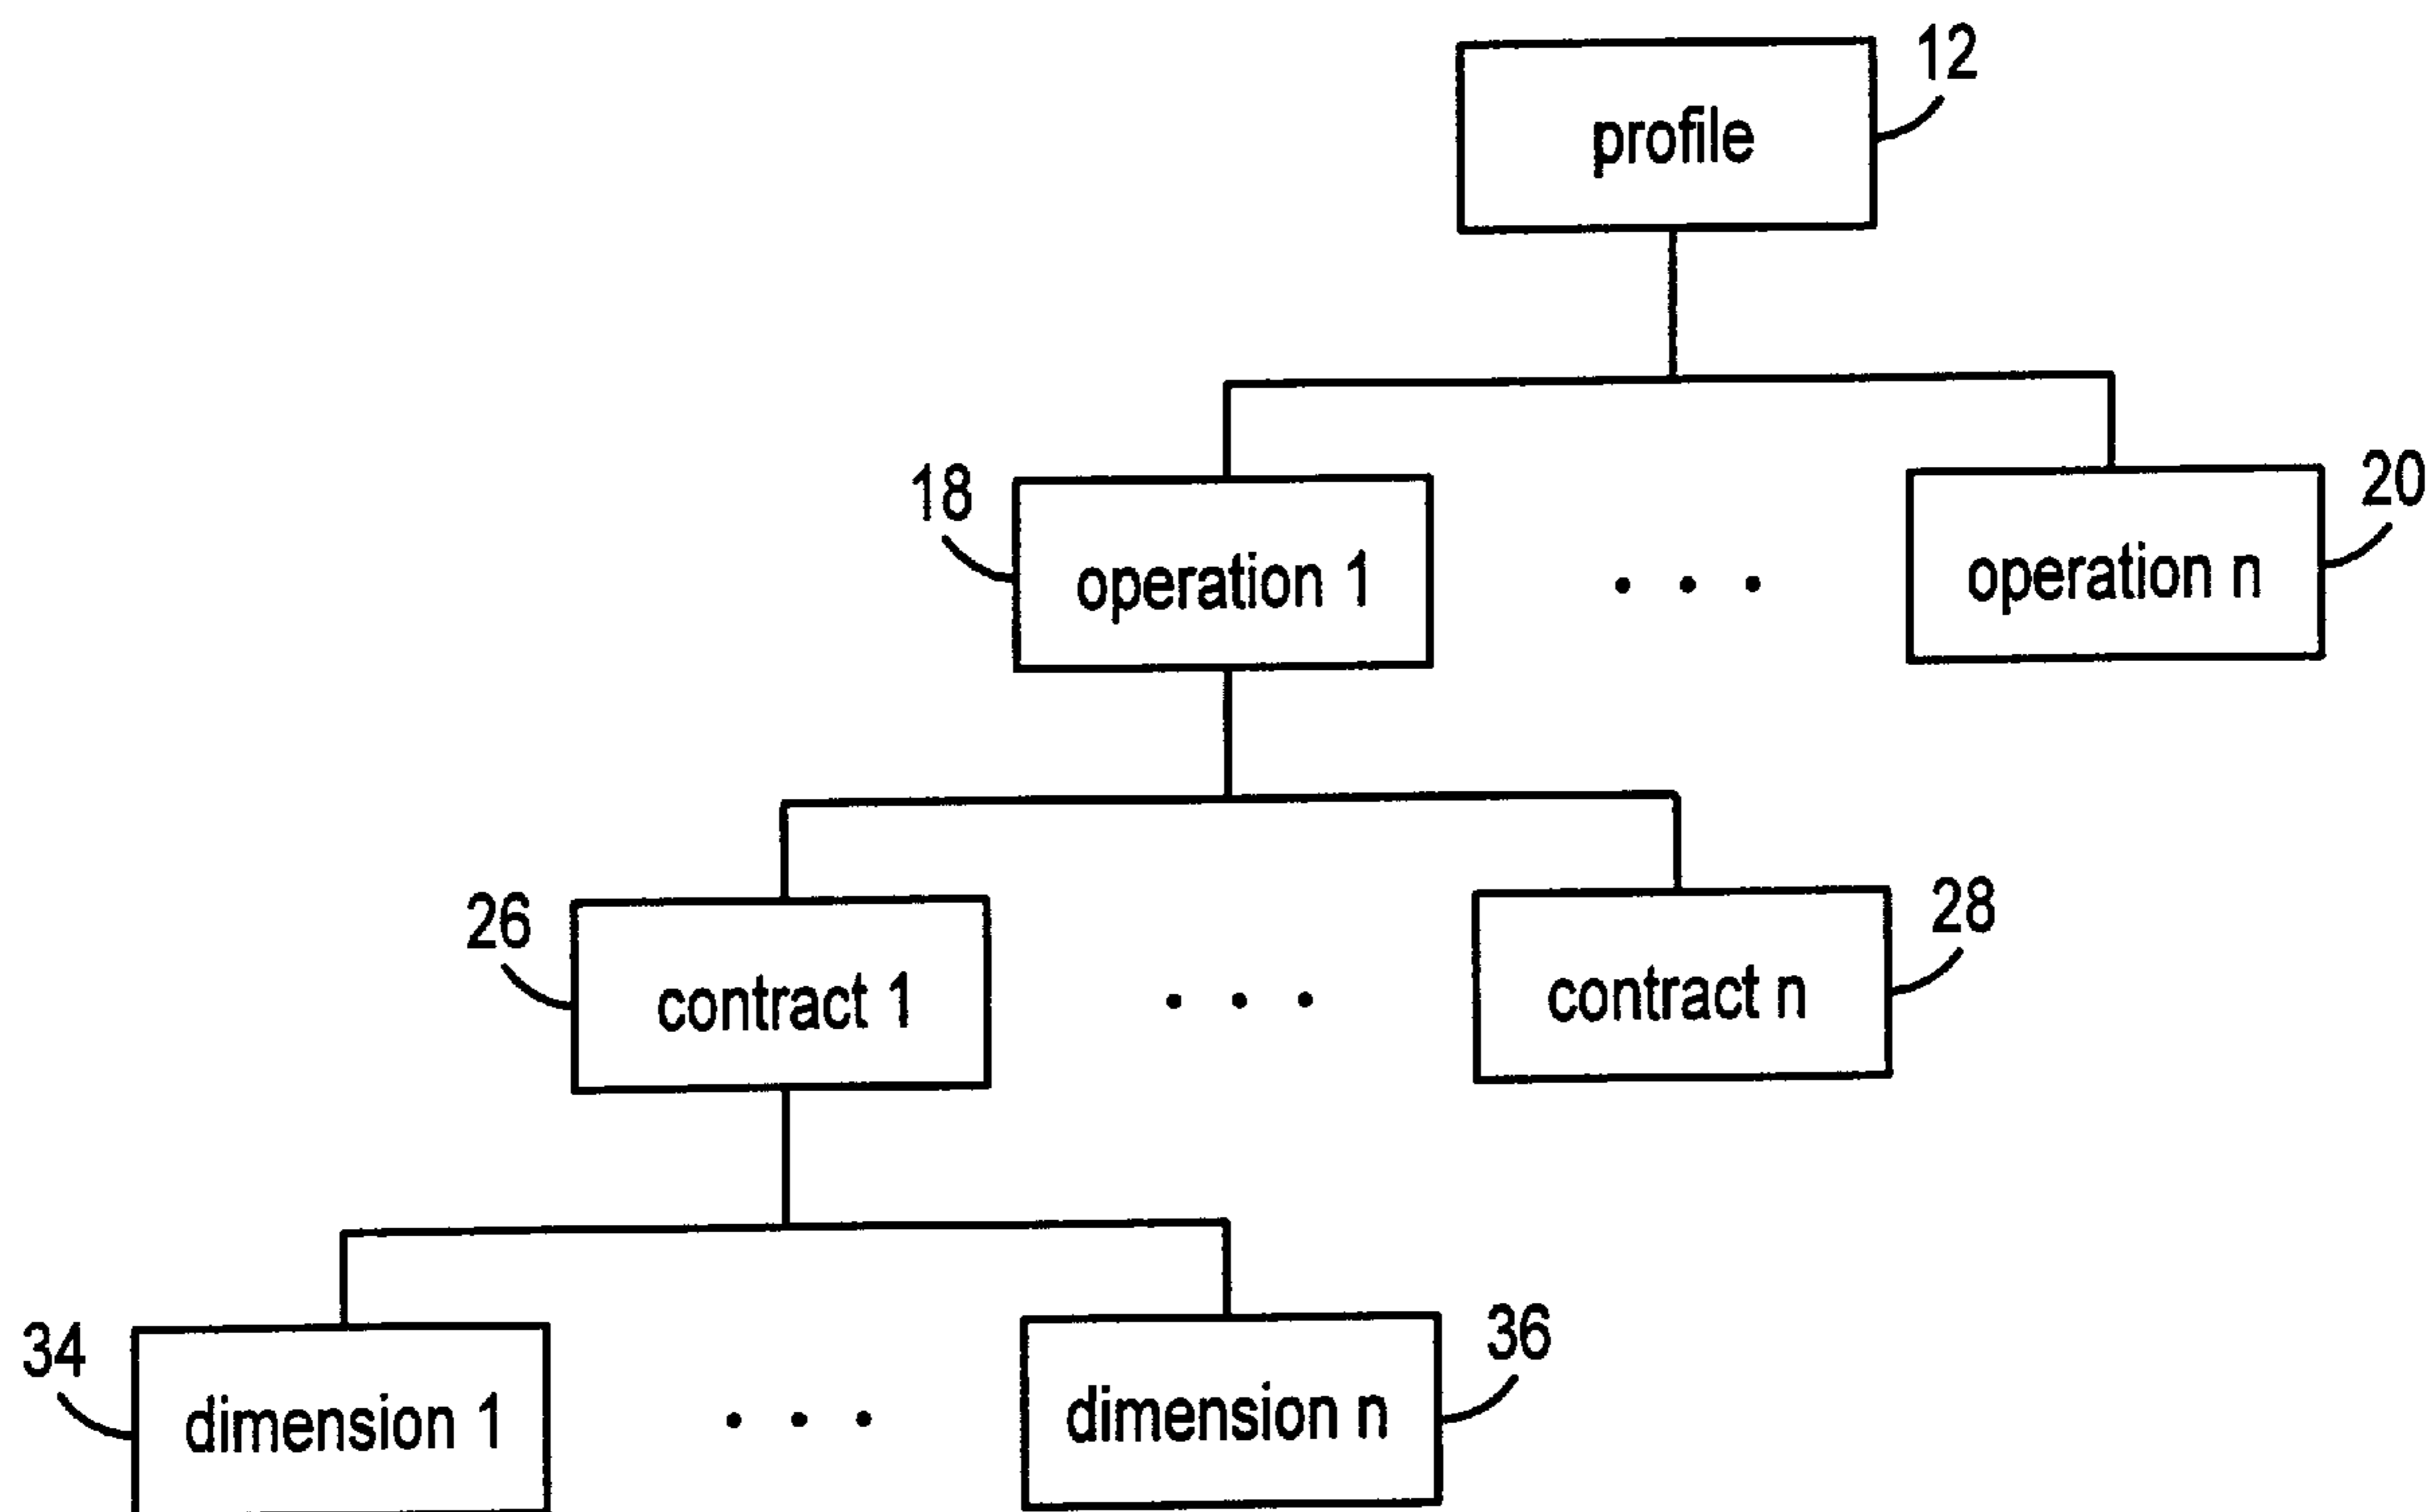 12
profile
18
operation 1
. . .
operation n
20
26
contract 1
. . .
contract n
28
34
dimension 1
. . .
dimension n
36